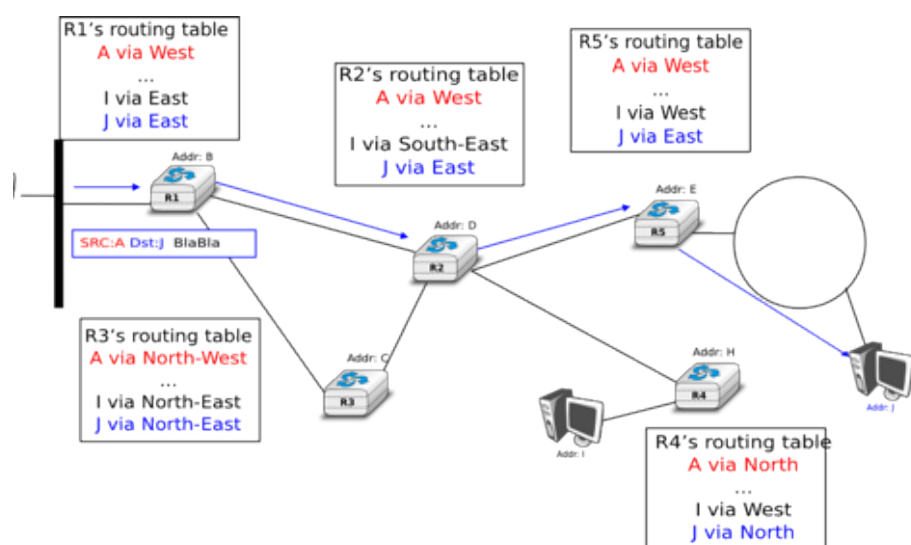 R1's routing table
A via West
...
I via East
J via East
R2's routing table
A via West
...
I via South-East
J via East
R5's routing table
A via West
...
I via West
J via East
Addr: B
R1
SRC:A Dst:J BlaBla
Addr: D
R2
Addr: E
R5
R3's routing table
A via North-West
...
I via North-East
J via North-East
Addr: C
R3
Addr: H
R4
Addr: I
Addr: J
R4's routing table
A via North
...
I via West
J via North